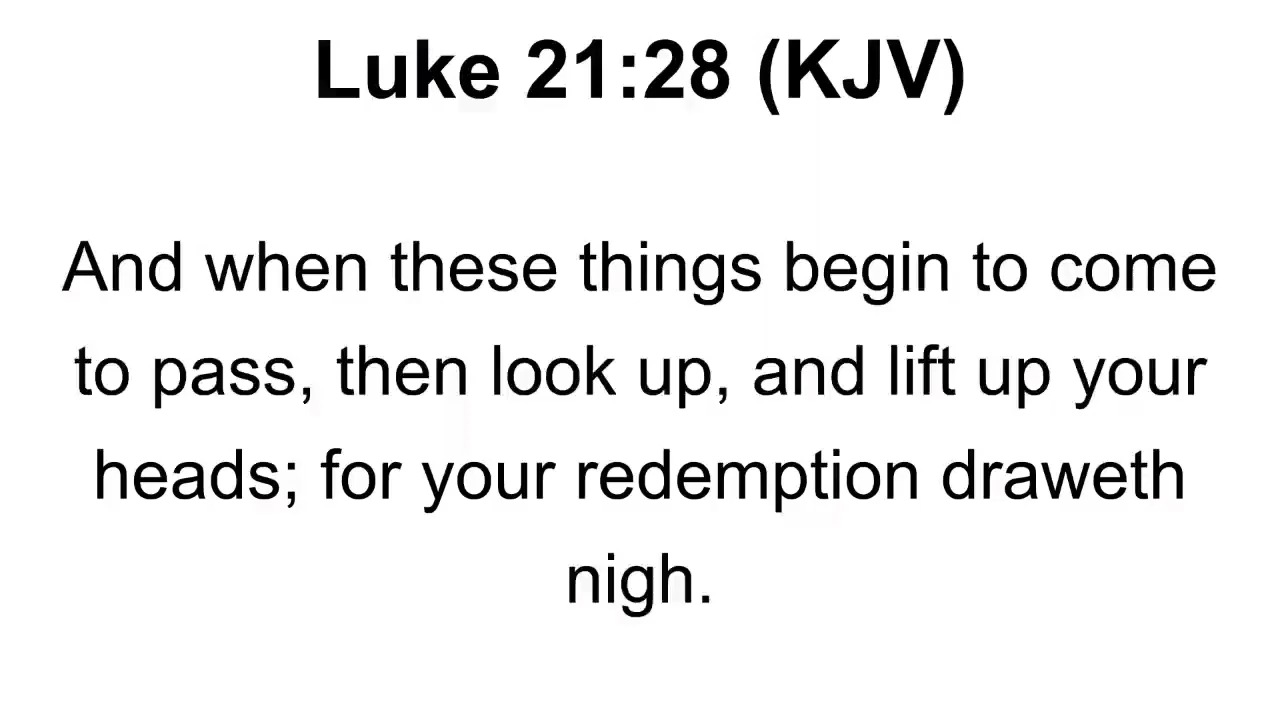 Luke 21:28 (KJV)
And when these things begin to come
to pass, then look up, and lift up your
heads; for your redemption draweth
nigh.